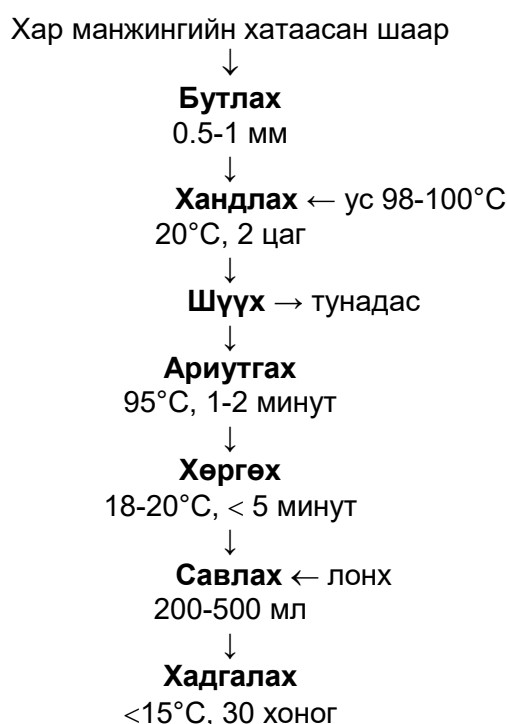 Хар манжингийн хатаасан шаар
↓
Бутлах
0.5-1 мм
↓
Хандлах ← ус 98-100°C
20°C, 2 цаг
↓
Шүүх → тунадас
↓
Ариутгах
95°C, 1-2 минут
↓
Хөргөх
18-20°C, < 5 минут
↓
Савлах ← лонх
200-500 мл
↓
Хадгалах
<15°C, 30 хоног